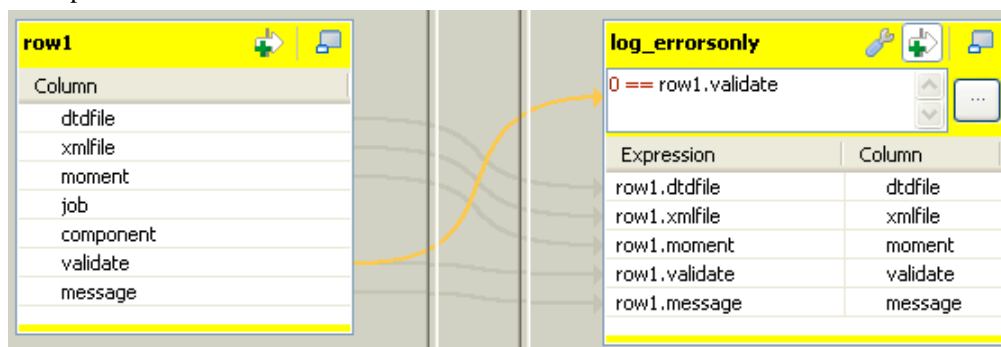 row1
Column
dtdfile
xmlfile
moment
job
component
validate
message
log_errorsonly
0 == row1.validate
...
Expression Column
row1.dtdfile dtdfile
row1.xmlfile xmlfile
row1.moment moment
row1.validate validate
row1.message message